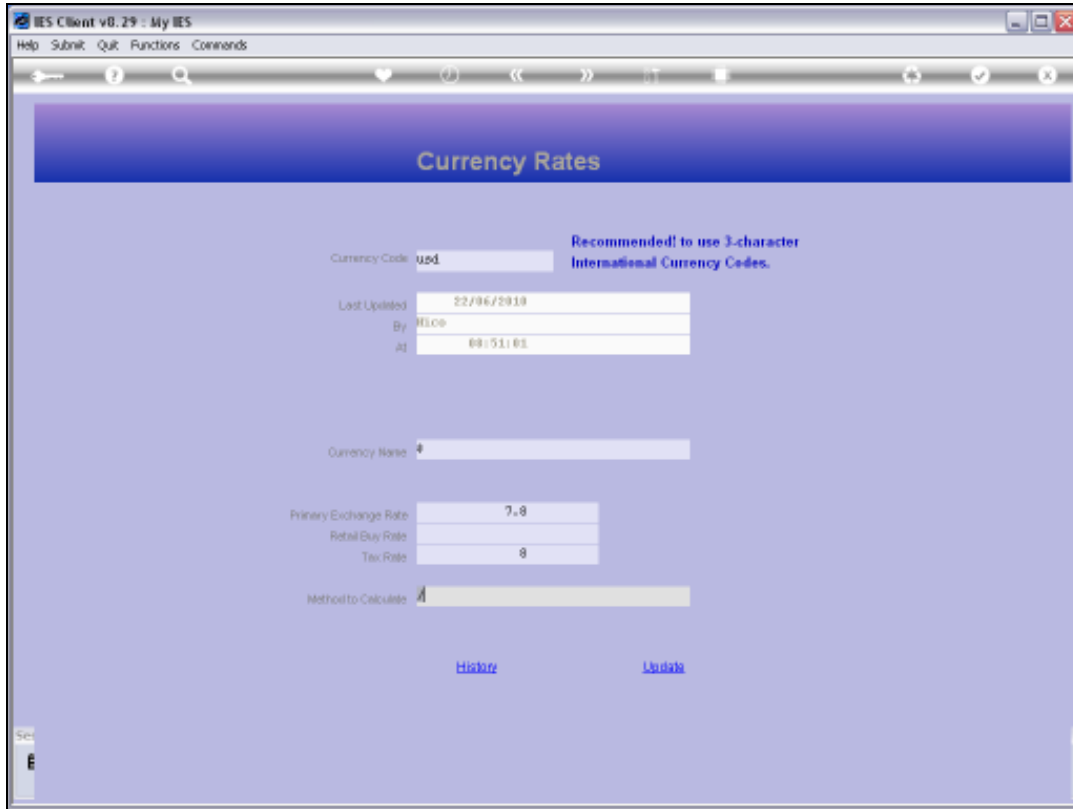 IES Client v8.29 : My IES
Help Submit Quit Functions Commands
Currency Rates
Currency Code usd
Recommended! to use 3-character
International Currency Codes.
Last Updated 22/06/2010
By Nico
At 08:51:01
Currency Name
Primary Exchange Rate 7.8
Retail Buy Rate
Tax Rate 8
Method to Calculate /
History Update